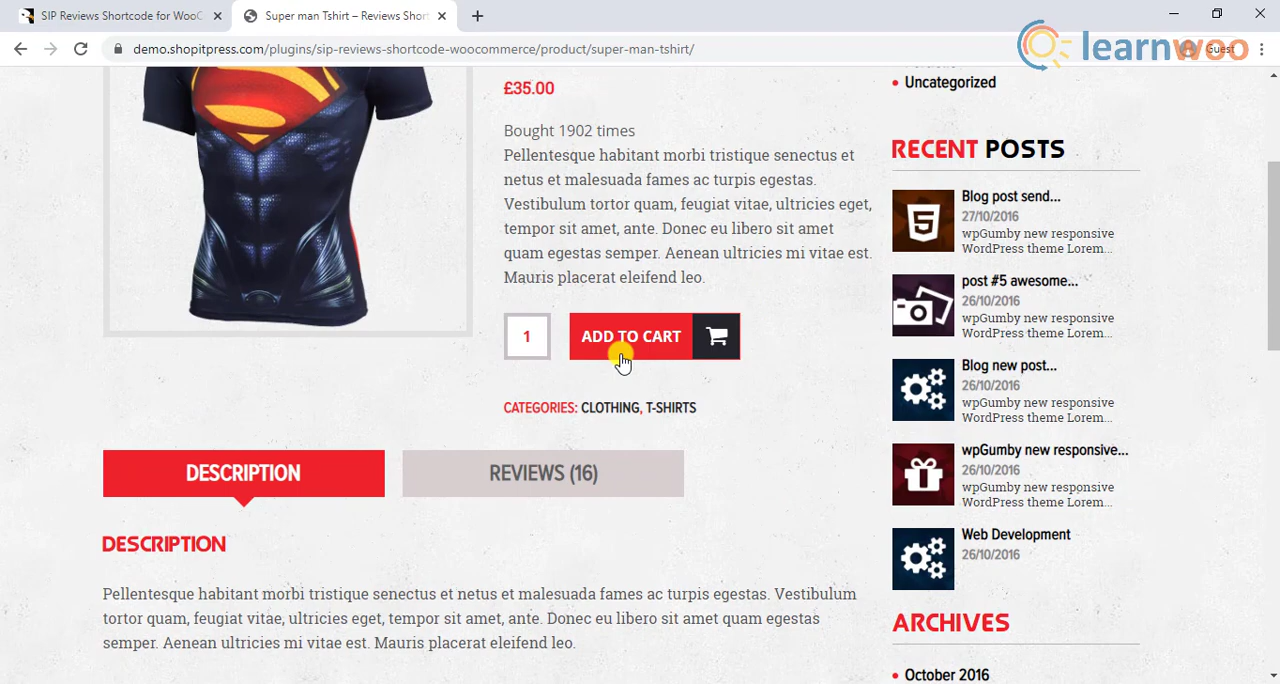 SIP Reviews Shortcode for WooC
Super man Tshirt – Reviews Shor
demo.shopitpress.com/plugins/sip-reviews-shortcode-woocommerce/product/super-man-tshirt/
Guest
learnwoo
£35.00
Bought 1902 times
Pellentesque habitant morbi tristique senectus et
netus et malesuada fames ac turpis egestas.
Vestibulum tortor quam, feugiat vitae, ultricies eget,
tempor sit amet, ante. Donec eu libero sit amet
quam egestas semper. Aenean ultricies mi vitae est.
Mauris placerat eleifend leo.
1
ADD TO CART
CATEGORIES: CLOTHING, T-SHIRTS
DESCRIPTION
REVIEWS (16)
DESCRIPTION
Pellentesque habitant morbi tristique senectus et netus et malesuada fames ac turpis egestas. Vestibulum
tortor quam, feugiat vitae, ultricies eget, tempor sit amet, ante. Donec eu libero sit amet quam egestas
semper. Aenean ultricies mi vitae est. Mauris placerat eleifend leo.
Uncategorized
RECENT POSTS
Blog post send...
27/10/2016
wpGumby new responsive
WordPress theme Lorem...
post #5 awesome...
26/10/2016
wpGumby new responsive
WordPress theme Lorem...
Blog new post...
26/10/2016
wpGumby new responsive
WordPress theme Lorem...
wpGumby new responsive...
26/10/2016
wpGumby new responsive
WordPress theme Lorem...
Web Development
26/10/2016
ARCHIVES
October 2016